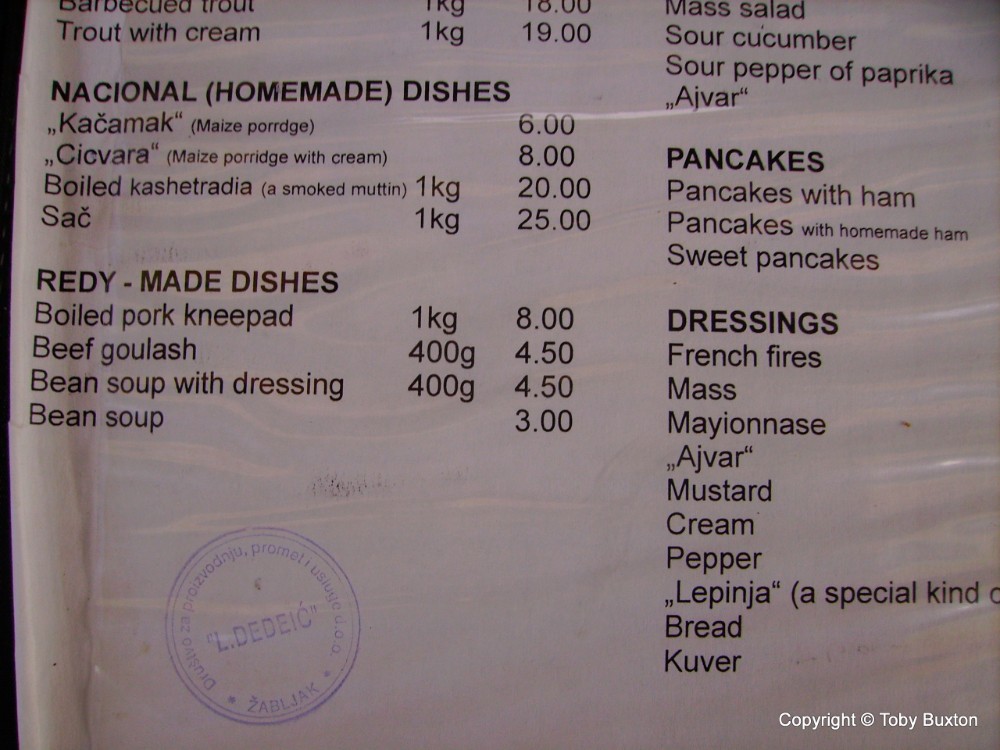 Barbecued trout 1kg 18.00
Trout with cream 1kg 19.00
NACIONAL (HOMEMADE) DISHES
„Kačamak“ (Maize porrdge) 6.00
„Cicvara“ (Maize porridge with cream) 8.00
Boiled kashetradia (a smoked muttin) 1kg 20.00
Sač 1kg 25.00
REDY - MADE DISHES
Boiled pork kneepad 1kg 8.00
Beef goulash 400g 4.50
Bean soup with dressing 400g 4.50
Bean soup 3.00
Mass salad
Sour cucumber
Sour pepper of paprika
„Ajvar“
PANCAKES
Pancakes with ham
Pancakes with homemade ham
Sweet pancakes
DRESSINGS
French fires
Mass
Mayionnase
„Ajvar“
Mustard
Cream
Pepper
„Lepinja“ (a special kind
Bread
Kuver
Društvo za proizvodnju, promet i usluge d.o.o.
"L.DEDEIĆ"
* ŽABLJAK *
Copyright © Toby Buxton